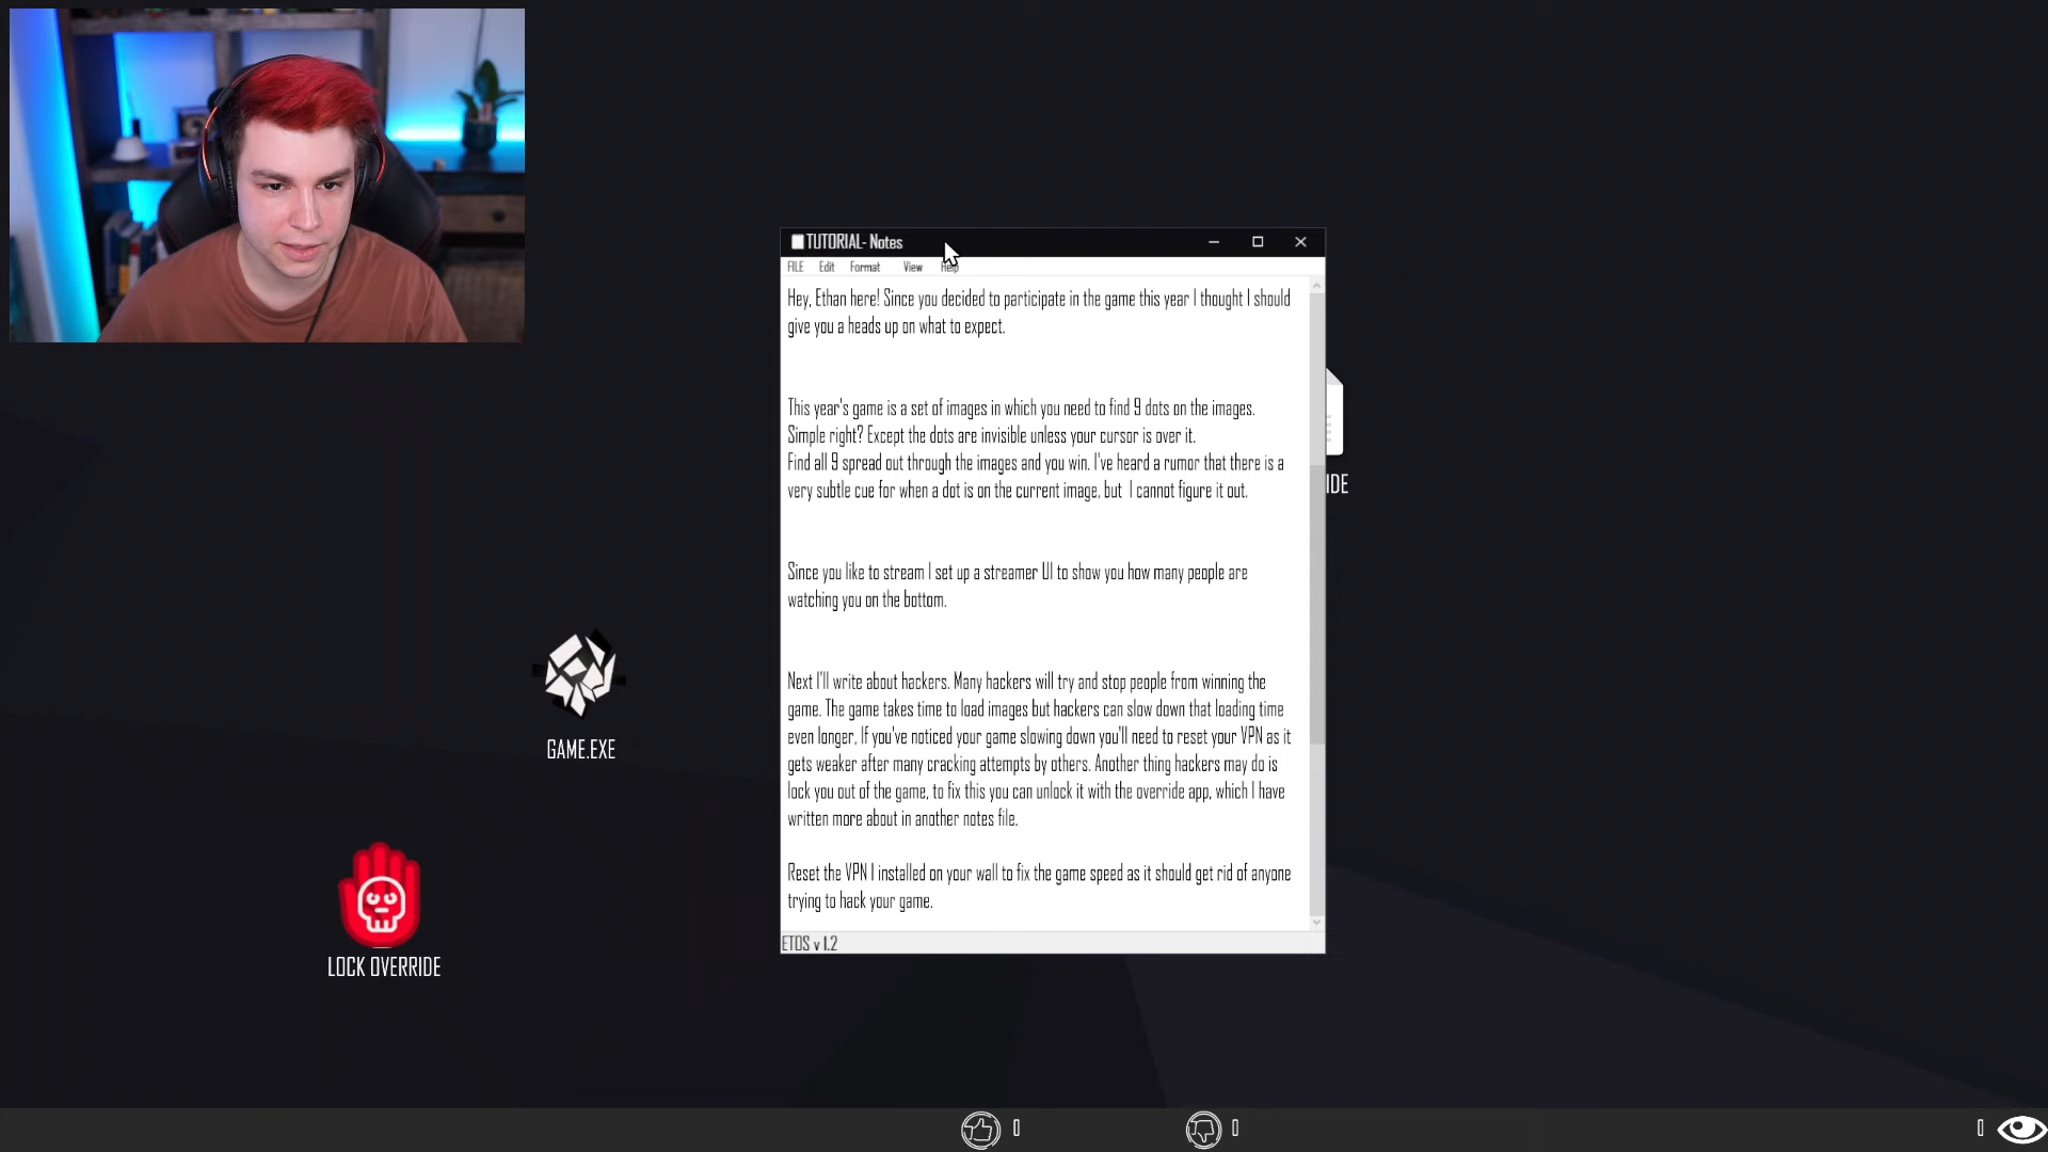 TUTORIAL- Notes
FILE Edit Format View Help
Hey, Ethan here! Since you decided to participate in the game this year I thought I should
give you a heads up on what to expect.
This year's game is a set of images in which you need to find 9 dots on the images.
Simple right? Except the dots are invisible unless your cursor is over it.
Find all 9 spread out through the images and you win. I've heard a rumor that there is a
very subtle cue for when a dot is on the current image, but I cannot figure it out.
Since you like to stream I set up a streamer UI to show you how many people are
watching you on the bottom.
Next I'll write about hackers. Many hackers will try and stop people from winning the
game. The game takes time to load images but hackers can slow down that loading time
even longer, If you've noticed your game slowing down you'll need to reset your VPN as it
gets weaker after many cracking attempts by others. Another thing hackers may do is
lock you out of the game, to fix this you can unlock it with the override app, which I have
written more about in another notes file.
Reset the VPN I installed on your wall to fix the game speed as it should get rid of anyone
trying to hack your game.
ETOS v 1.2
IDE
GAME.EXE
LOCK OVERRIDE
0 0 0